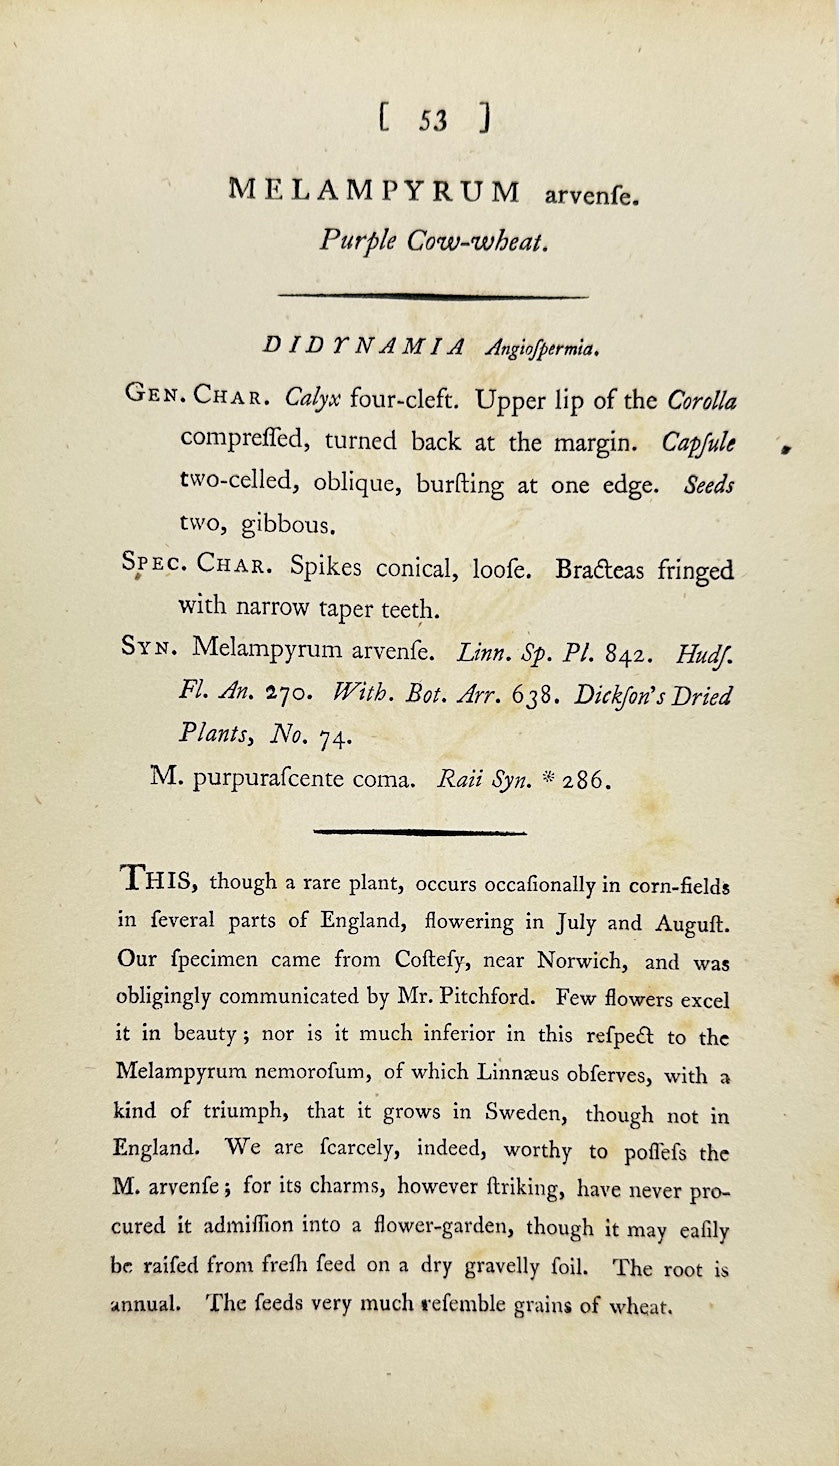 [ 53 ]
MELAMPYRUM arvenſe.
Purple Cow-wheat.
DIDYNAMIA Angioſpermia.
GEN. CHAR. Calyx four-cleft. Upper lip of the Corolla
compreſſed, turned back at the margin. Capſule
two-celled, oblique, burſting at one edge. Seeds
two, gibbous.
SPEC. CHAR. Spikes conical, looſe. Bracteas fringed
with narrow taper teeth.
SYN. Melampyrum arvenſe. Linn. Sp. Pl. 842. Hudſ.
Fl. An. 270. With. Bot. Arr. 638. Dickſon's Dried
Plants, No. 74.
M. purpuraſcente coma. Raii Syn. * 286.
THIS, though a rare plant, occurs occaſionally in corn-fields
in ſeveral parts of England, flowering in July and Auguſt.
Our ſpecimen came from Coſteſy, near Norwich, and was
obligingly communicated by Mr. Pitchford. Few flowers excel
it in beauty; nor is it much inferior in this reſpect to the
Melampyrum nemoroſum, of which Linnæus obſerves, with a
kind of triumph, that it grows in Sweden, though not in
England. We are ſcarcely, indeed, worthy to poſſeſs the
M. arvenſe; for its charms, however ſtriking, have never pro-
cured it admiſſion into a flower-garden, though it may eaſily
be raiſed from freſh ſeed on a dry gravelly ſoil. The root is
annual. The ſeeds very much reſemble grains of wheat.